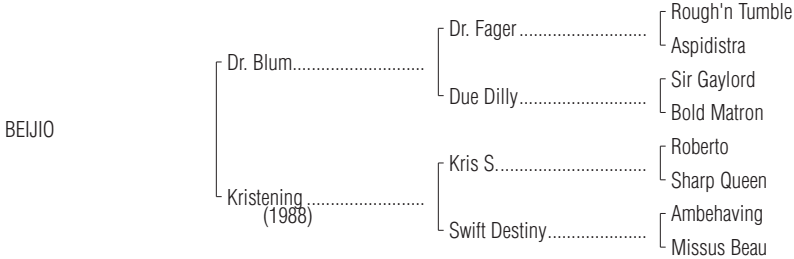 Rough'n Tumble
Dr. Fager..............................
Aspidistra
Dr. Blum............................
Sir Gaylord
Due Dilly..............................
Bold Matron
BEIJIO
Roberto
Kris S..................................
Sharp Queen
Kristening.........................
(1988)
Ambehaving
Swift Destiny.......................
Missus Beau